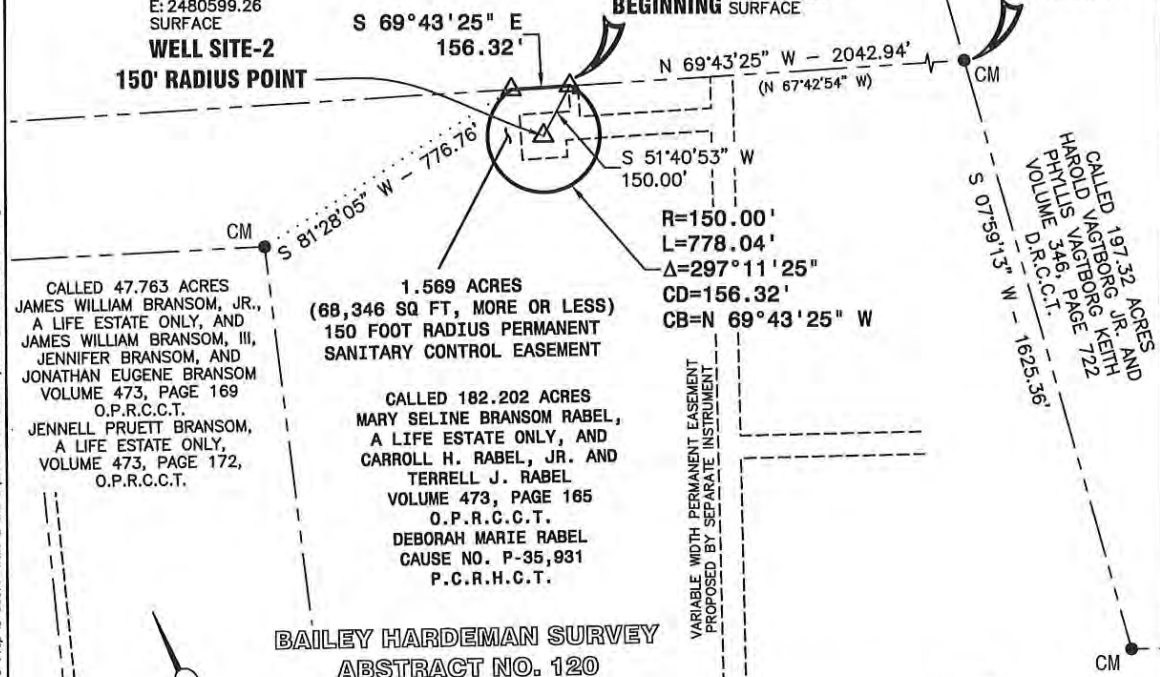 E: 2480599.26
SURFACE
WELL SITE-2
150' RADIUS POINT
S 69°43'25" E
156.32'
BEGINNING SURFACE
N 69°43'25" W - 2042.94'
(N 67°42'54" W)
CM
S 81°28'05" W - 776.76'
S 51°40'53" W
150.00'
CM
R=150.00'
L=778.04'
Δ=297°11'25"
CD=156.32'
CB=N 69°43'25" W
CALLED 197.32 ACRES
HAROLD VAGTBORG JR. AND
PHYLLIS VAGTBORG KEITH
VOLUME 346, PAGE 722
D.R.C.C.T.
S 07°59'13" W - 1625.36'
CALLED 47.763 ACRES
JAMES WILLIAM BRANSOM, JR.,
A LIFE ESTATE ONLY, AND
JAMES WILLIAM BRANSOM, III,
JENNIFER BRANSOM, AND
JONATHAN EUGENE BRANSOM
VOLUME 473, PAGE 169
O.P.R.C.C.T.
JENNELL PRUETT BRANSOM,
A LIFE ESTATE ONLY,
VOLUME 473, PAGE 172,
O.P.R.C.C.T.
1.569 ACRES
(68,346 SQ FT, MORE OR LESS)
150 FOOT RADIUS PERMANENT
SANITARY CONTROL EASEMENT
CALLED 182.202 ACRES
MARY SELINE BRANSOM RABEL,
A LIFE ESTATE ONLY, AND
CARROLL H. RABEL, JR. AND
TERRELL J. RABEL
VOLUME 473, PAGE 165
O.P.R.C.C.T.
DEBORAH MARIE RABEL
CAUSE NO. P-35,931
P.C.R.H.C.T.
VARIABLE WIDTH PERMANENT EASEMENT
PROPOSED BY SEPARATE INSTRUMENT
BAILEY HARDEMAN SURVEY
ABSTRACT NO. 120
CM